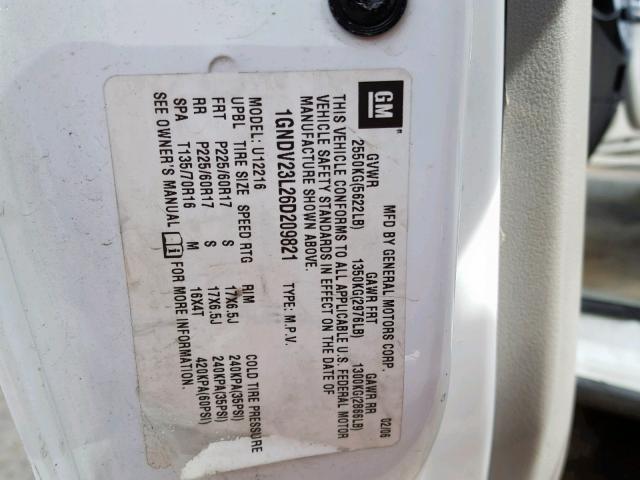 GM
MFD BY GENERAL MOTORS CORP. 02/06
GVWR GAWR FRT GAWR RR
2550KG(5622LB) 1350KG(2976LB) 1300KG(2866LB)
THIS VEHICLE CONFORMS TO ALL APPLICABLE U.S. FEDERAL MOTOR
VEHICLE SAFETY STANDARDS IN EFFECT ON THE DATE OF
MANUFACTURE SHOWN ABOVE.
1GNDV23L26D209821 TYPE: M.P.V.
MODEL: U12216
UPBL TIRE SIZE SPEED RTG RIM COLD TIRE PRESSURE
FRT P225/60R17 S 17X6.5J 240KPA(35PSI)
RR P225/60R17 S 17X6.5J 240KPA(35PSI)
SPA T135/70R16 M 16X4T 420KPA(60PSI)
SEE OWNER'S MANUAL FOR MORE INFORMATION